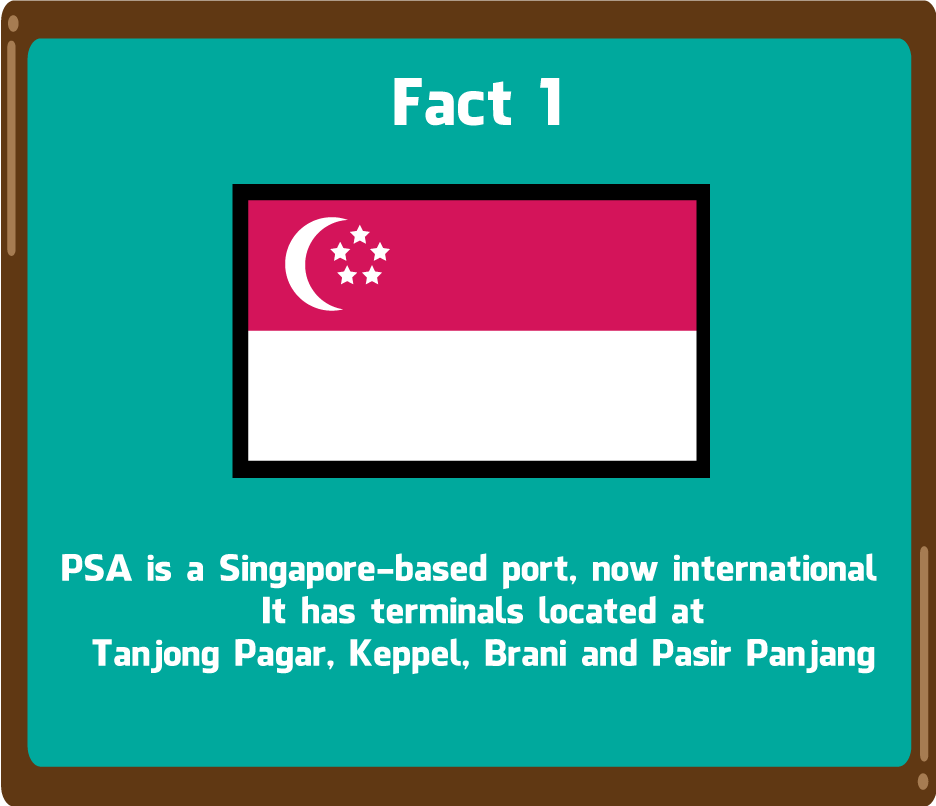 Fact 1
PSA is a Singapore-based port, now international
It has terminals located at
Tanjong Pagar, Keppel, Brani and Pasir Panjang